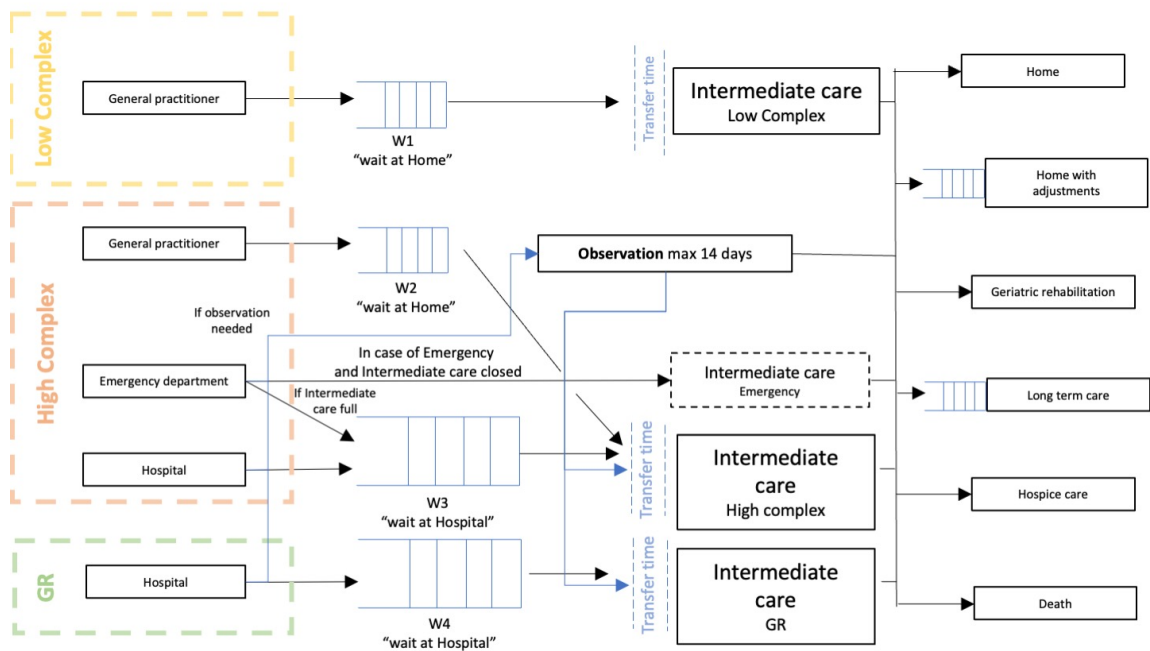 Low Complex
General practitioner
W1
“wait at Home”
Transfer time
Intermediate care
Low Complex
Home
Home with
adjustments
High Complex
General practitioner
W2
“wait at Home”
Observation max 14 days
If observation
needed
Geriatric rehabilitation
In case of Emergency
and Intermediate care closed
Emergency department
Intermediate care
Emergency
If Intermediate
care full
Long term care
Hospital
W3
“wait at Hospital”
Transfer time
Intermediate
care
High complex
Hospice care
GR
Hospital
W4
“wait at Hospital”
Transfer time
Intermediate
care
GR
Death